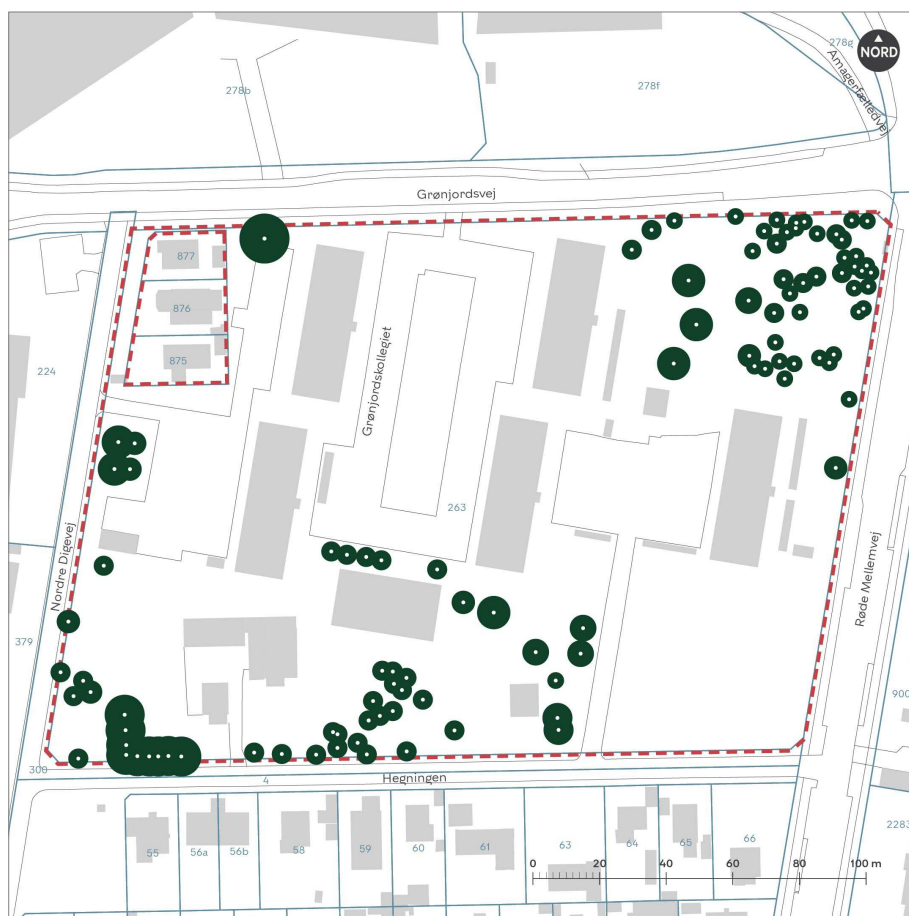 278b
278f
278g
NORD
Amagerfælledvej
Grønjordsvej
877
876
875
224
Grønjordskollegiet
263
Nordre Digevej
Røde Mellemvej
379
900
300
4
Hegningen
55
56a
56b
58
59
60
61
63
64
65
66
2283
0 20 40 60 80 100 m